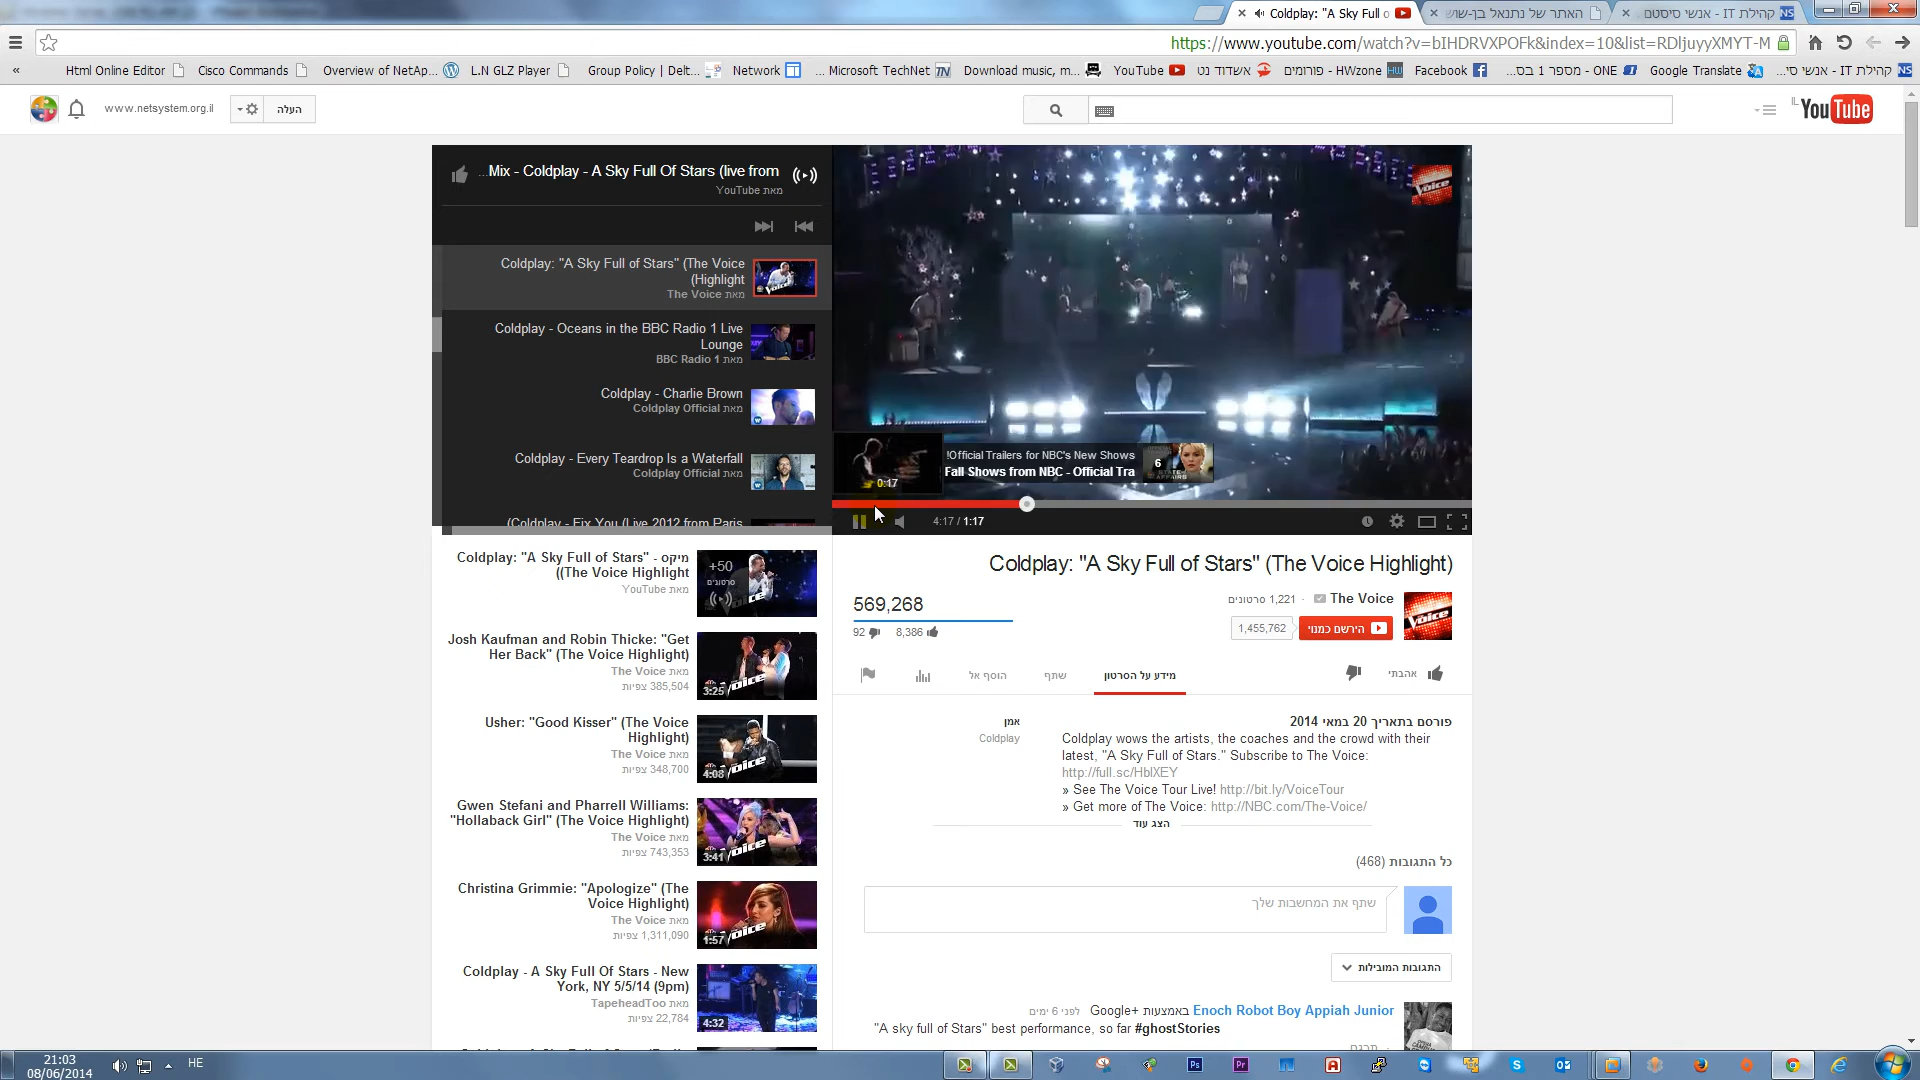 Coldplay: "A Sky Full o
האתר של נתנאל בן-שוש
קהילת IT - אנשי סיסטם
https://www.youtube.com/watch?v=bIHDRVXPOFk&index=10&list=RDljuyyXMYT-M
«
Html Online Editor
Cisco Commands
Overview of NetAp...
L.N GLZ Player
Group Policy | Delt...
Network
... Microsoft TechNet
Download music, m...
YouTube
אשדוד נט
HWzone - פורומים
Facebook
ONE - מספר 1 בס...
Google Translate
קהילת IT - אנשי סי...
www.netsystem.org.il
העלה
YouTube
IL
...Mix - Coldplay - A Sky Full Of Stars (live from
מאת YouTube
Coldplay: "A Sky Full of Stars" (The Voice
(Highlight
מאת The Voice
Coldplay - Oceans in the BBC Radio 1 Live
Lounge
מאת BBC Radio 1
Coldplay - Charlie Brown
מאת Coldplay Official
Coldplay - Every Teardrop Is a Waterfall
מאת Coldplay Official
(Coldplay - Fix You (Live 2012 from Paris
Voice
!Official Trailers for NBC's New Shows
Fall Shows from NBC - Official Tra
6
0:17
4:17 / 1:17
Coldplay: "A Sky Full of Stars" (The Voice Highlight)
569,268
92
8,386
The Voice
1,221 סרטונים
הירשם כמנוי
1,455,762
אהבתי
מידע על הסרטון
שתף
הוסף אל
פורסם בתאריך 20 במאי 2014
Coldplay wows the artists, the coaches and the crowd with their
latest, "A Sky Full of Stars." Subscribe to The Voice:
http://full.sc/HblXEY
» See The Voice Tour Live! http://bit.ly/VoiceTour
» Get more of The Voice: http://NBC.com/The-Voice/
אמן
Coldplay
הצג עוד
כל התגובות (468)
שתף את המחשבות שלך
התגובות המובילות
Enoch Robot Boy Appiah Junior באמצעות Google+ לפני 6 ימים
"A sky full of Stars" best performance, so far #ghostStories
תרגם
מיקס - Coldplay: "A Sky Full of Stars"
((The Voice Highlight
מאת YouTube
+50
סרטונים
Josh Kaufman and Robin Thicke: "Get
Her Back" (The Voice Highlight)
מאת The Voice
385,504 צפיות
3:25
Usher: "Good Kisser" (The Voice
Highlight)
מאת The Voice
348,700 צפיות
4:08
Gwen Stefani and Pharrell Williams:
"Hollaback Girl" (The Voice Highlight)
מאת The Voice
743,353 צפיות
3:41
Christina Grimmie: "Apologize" (The
Voice Highlight)
מאת The Voice
1,311,090 צפיות
1:57
Coldplay - A Sky Full Of Stars - New
York, NY 5/5/14 (9pm)
מאת TapeheadToo
22,784 צפיות
4:32
21:03
08/06/2014
HE